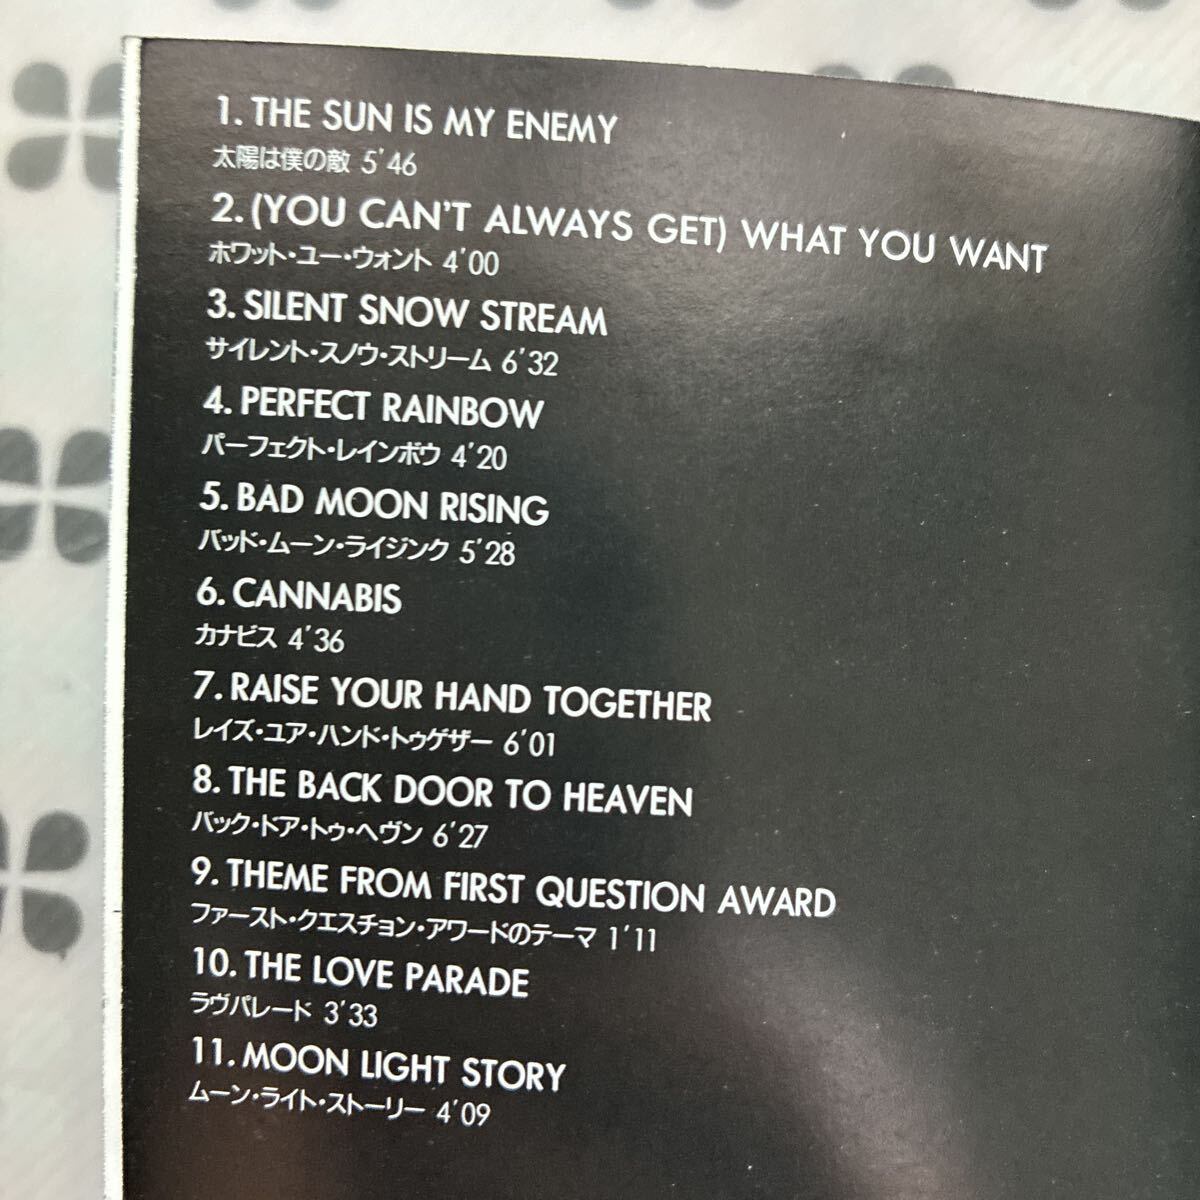 1. THE SUN IS MY ENEMY
太陽は僕の敵 5'46
2. (YOU CAN'T ALWAYS GET) WHAT YOU WANT
ホワット・ユー・ウォント 4'00
3. SILENT SNOW STREAM
サイレント・スノウ・ストリーム 6'32
4. PERFECT RAINBOW
パーフェクト・レインボウ 4'20
5. BAD MOON RISING
バッド・ムーン・ライジンク 5'28
6. CANNABIS
カナビス 4'36
7. RAISE YOUR HAND TOGETHER
レイズ・ユア・ハンド・トゥゲザー 6'01
8. THE BACK DOOR TO HEAVEN
バック・ドア・トゥ・ヘヴン 6'27
9. THEME FROM FIRST QUESTION AWARD
ファースト・クエスチョン・アワードのテーマ 1'11
10. THE LOVE PARADE
ラヴパレード 3'33
11. MOON LIGHT STORY
ムーン・ライト・ストーリー 4'09